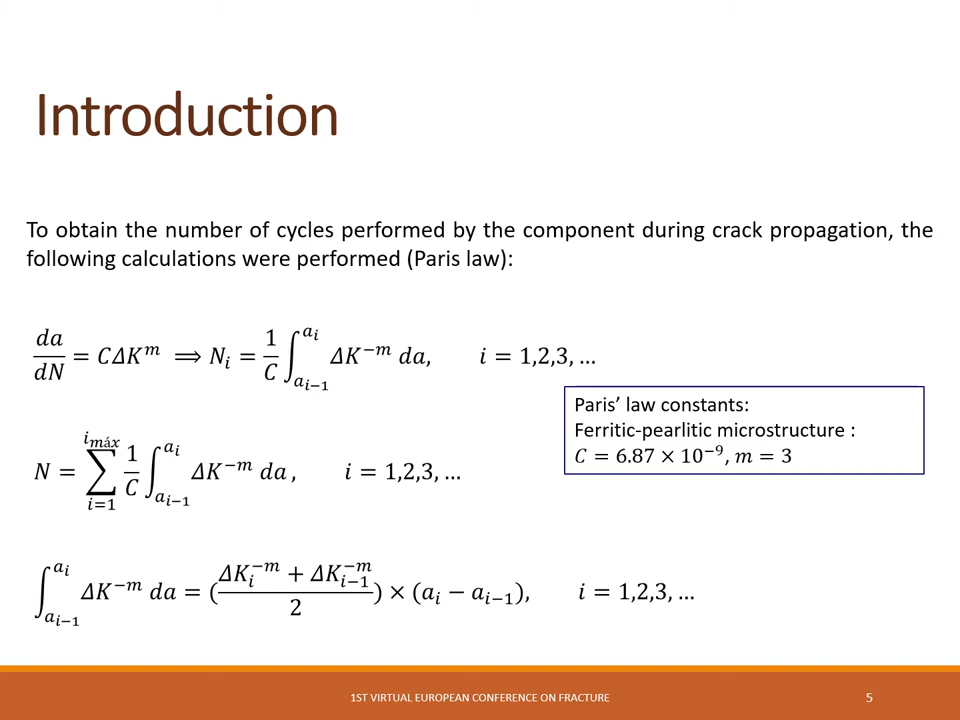 Introduction
To obtain the number of cycles performed by the component during crack propagation, the
following calculations were performed (Paris law):
da/dN = CΔK^m ⟹ N_i = 1/C ∫_{a_{i−1}}^{a_i} ΔK^{−m} da,    i = 1,2,3, …
Paris’ law constants:
Ferritic-pearlitic microstructure :
C = 6.87 × 10^{−9}, m = 3
N = ∑_{i=1}^{i_{máx}} 1/C ∫_{a_{i−1}}^{a_i} ΔK^{−m} da ,    i = 1,2,3, …
∫_{a_{i−1}}^{a_i} ΔK^{−m} da = ((ΔK_i^{−m} + ΔK_{i−1}^{−m})/2) × (a_i − a_{i−1}),    i = 1,2,3, …
1ST VIRTUAL EUROPEAN CONFERENCE ON FRACTURE
5